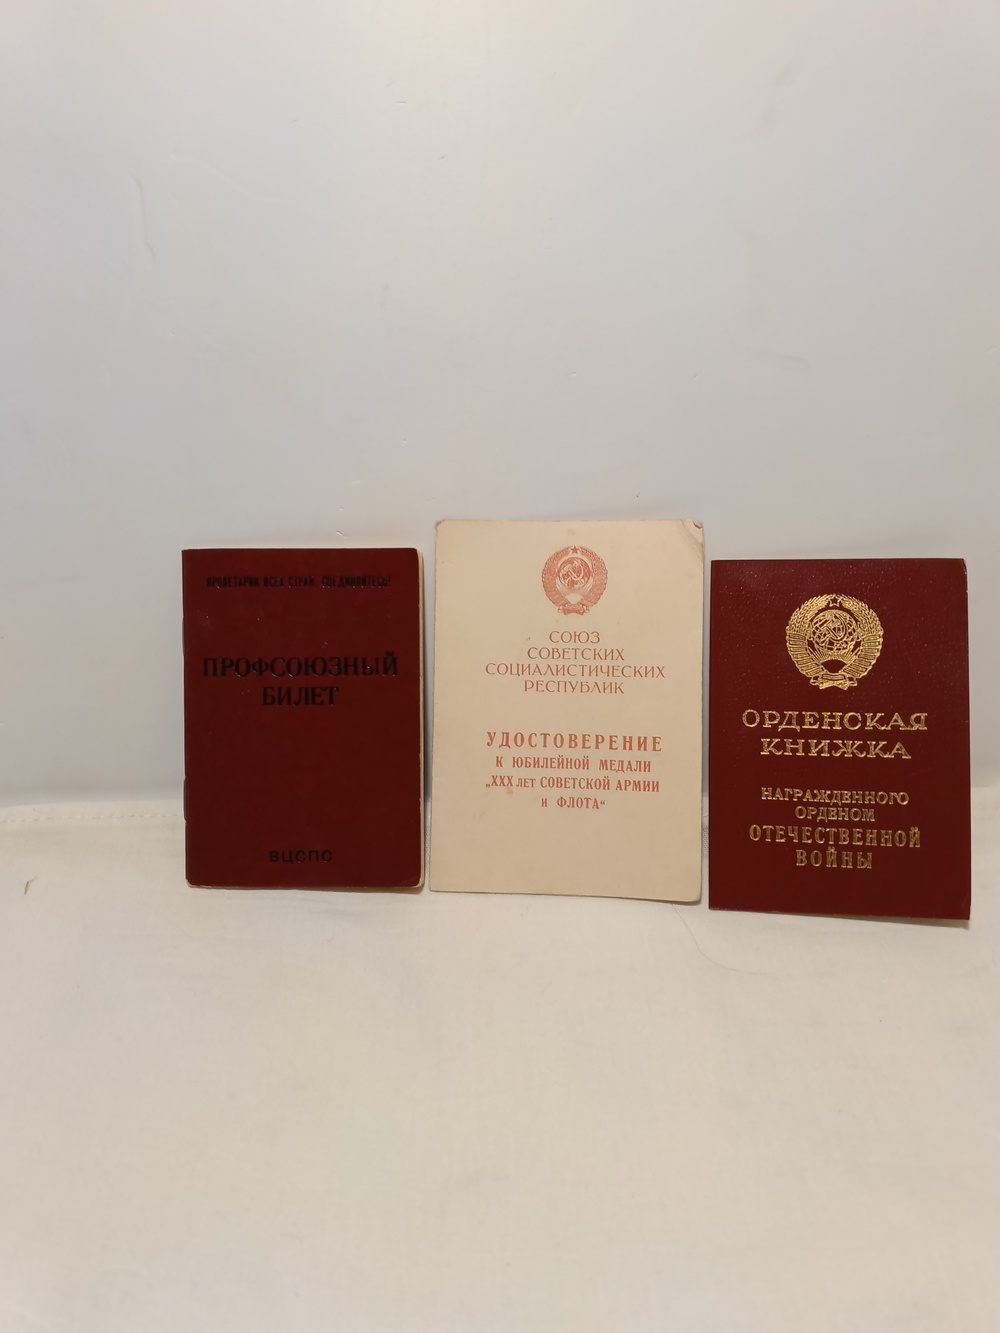 ПРОЛЕТАРИИ ВСЕХ СТРАН, СОЕДИНЯЙТЕСЬ!
ПРОФСОЮЗНЫЙ
БИЛЕТ
ВЦСПС
СОЮЗ
СОВЕТСКИХ
СОЦИАЛИСТИЧЕСКИХ
РЕСПУБЛИК
УДОСТОВЕРЕНИЕ
К ЮБИЛЕЙНОЙ МЕДАЛИ
„XXX ЛЕТ СОВЕТСКОЙ АРМИИ
И ФЛОТА“
ОРДЕНСКАЯ
КНИЖКА
НАГРАЖДЕННОГО
ОРДЕНОМ
ОТЕЧЕСТВЕННОЙ
ВОЙНЫ